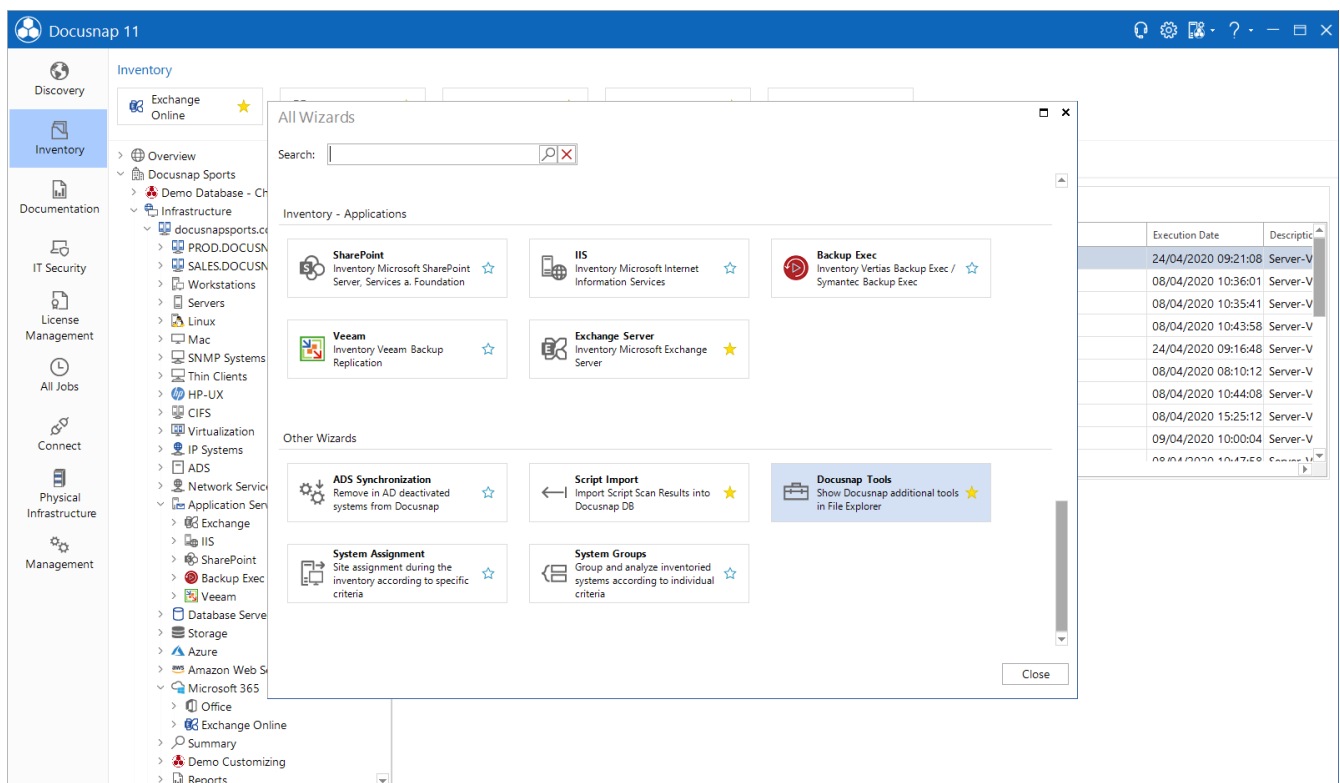 Docusnap 11
Discovery
Inventory
Documentation
IT Security
License
Management
All Jobs
Connect
Physical
Infrastructure
Management
Inventory
Exchange
Online
Overview
Docusnap Sports
Demo Database - Ch
Infrastructure
docusnapsports.co
PROD.DOCUSN
SALES.DOCUSN
Workstations
Servers
Linux
Mac
SNMP Systems
Thin Clients
HP-UX
CIFS
Virtualization
IP Systems
ADS
Network Service
Application Serv
Exchange
IIS
SharePoint
Backup Exec
Veeam
Database Serve
Storage
Azure
aws Amazon Web Se
Microsoft 365
Office
Exchange Online
Summary
Demo Customizing
Reports
All Wizards
Search:
Inventory - Applications
SharePoint
Inventory Microsoft SharePoint
Server, Services a. Foundation
IIS
Inventory Microsoft Internet
Information Services
Backup Exec
Inventory Vertias Backup Exec /
Symantec Backup Exec
Veeam
Inventory Veeam Backup
Replication
Exchange Server
Inventory Microsoft Exchange
Server
Other Wizards
ADS Synchronization
Remove in AD deactivated
systems from Docusnap
Script Import
Import Script Scan Results into
Docusnap DB
Docusnap Tools
Show Docusnap additional tools
in File Explorer
System Assignment
Site assignment during the
inventory according to specific
criteria
System Groups
Group and analyze inventoried
systems according to individual
criteria
Close
Execution Date Descriptic
24/04/2020 09:21:08 Server-V
08/04/2020 10:36:01 Server-V
08/04/2020 10:35:41 Server-V
08/04/2020 10:43:58 Server-V
24/04/2020 09:16:48 Server-V
08/04/2020 08:10:12 Server-V
08/04/2020 10:44:08 Server-V
08/04/2020 15:25:12 Server-V
09/04/2020 10:00:04 Server-V
08/04/2020 10:47:58 Server-V